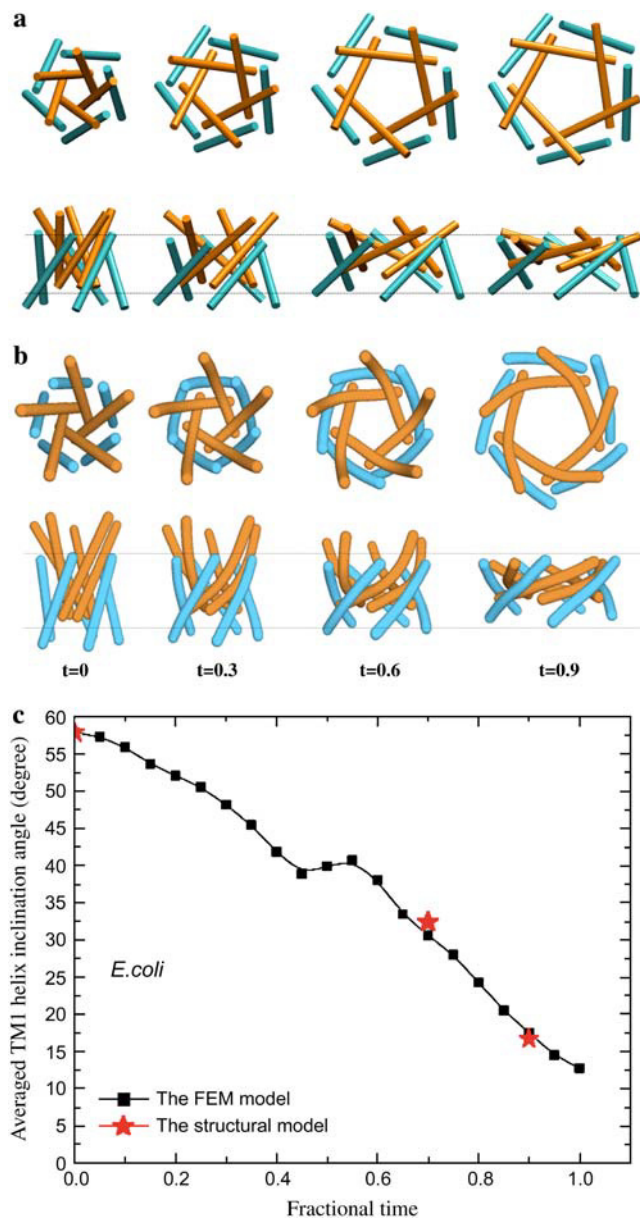 a
b
t=0 t=0.3 t=0.6 t=0.9
c
60
55
50
45
40
35
30
25
20
15
10
5
0
Averaged TM1 helix inclination angle (degree)
E.coli
The FEM model
The structural model
0.0 0.2 0.4 0.6 0.8 1.0
Fractional time